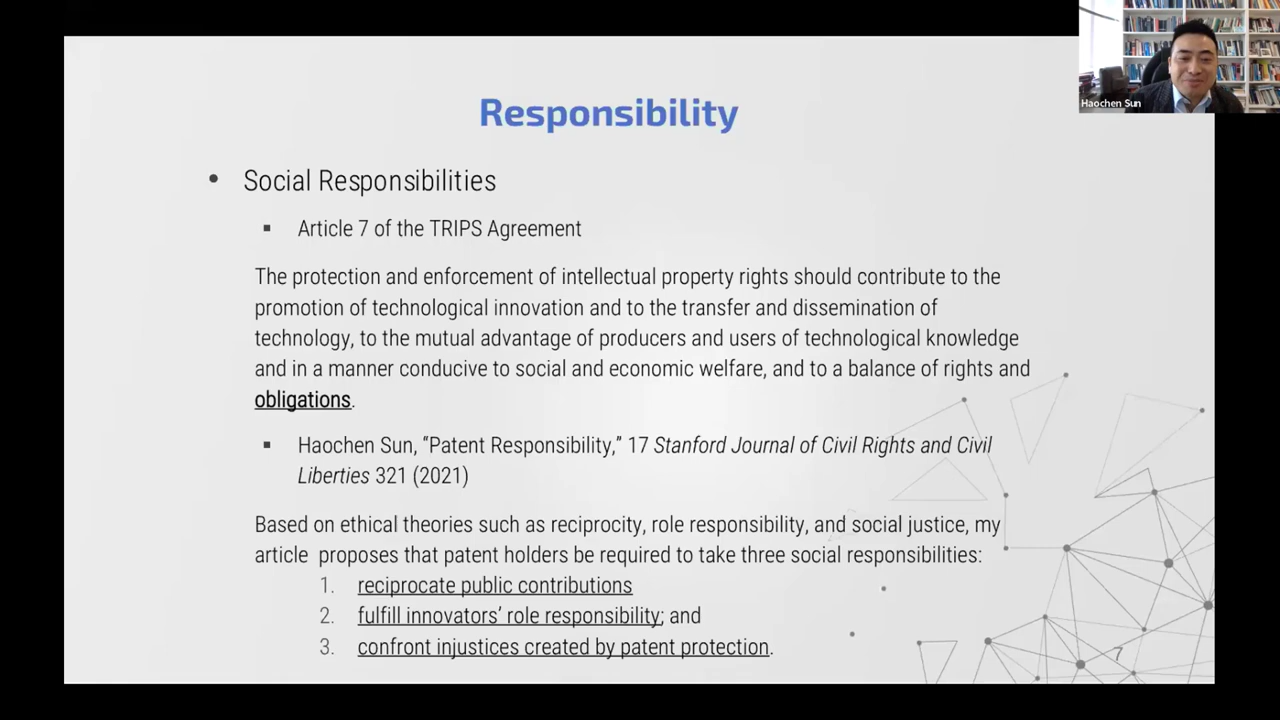 Haochen Sun
Responsibility
• Social Responsibilities
▪ Article 7 of the TRIPS Agreement
The protection and enforcement of intellectual property rights should contribute to the
promotion of technological innovation and to the transfer and dissemination of
technology, to the mutual advantage of producers and users of technological knowledge
and in a manner conducive to social and economic welfare, and to a balance of rights and
obligations.
▪ Haochen Sun, “Patent Responsibility,” 17 Stanford Journal of Civil Rights and Civil
Liberties 321 (2021)
Based on ethical theories such as reciprocity, role responsibility, and social justice, my
article proposes that patent holders be required to take three social responsibilities:
1. reciprocate public contributions
2. fulfill innovators’ role responsibility; and
3. confront injustices created by patent protection.
7